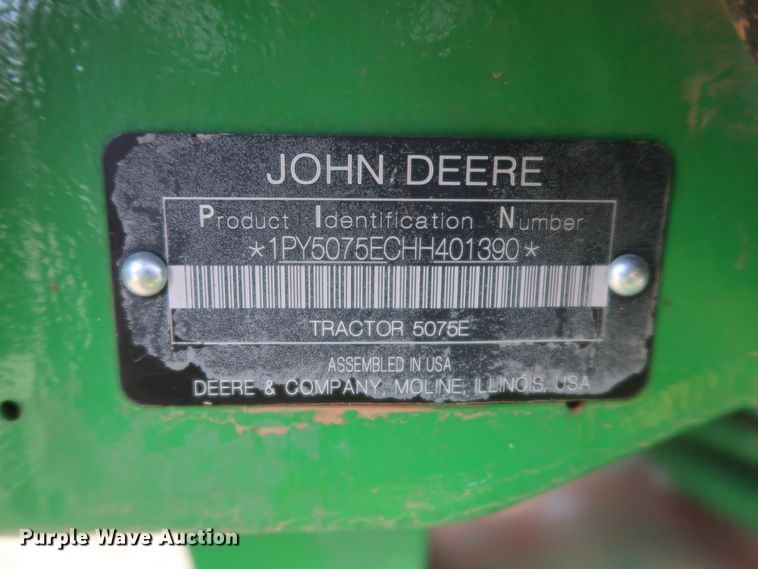 JOHN DEERE
Product Identification Number
*1PY5075ECHH401390*
TRACTOR 5075E
ASSEMBLED IN USA
DEERE & COMPANY, MOLINE, ILLINOIS, USA
Purple Wave Auction